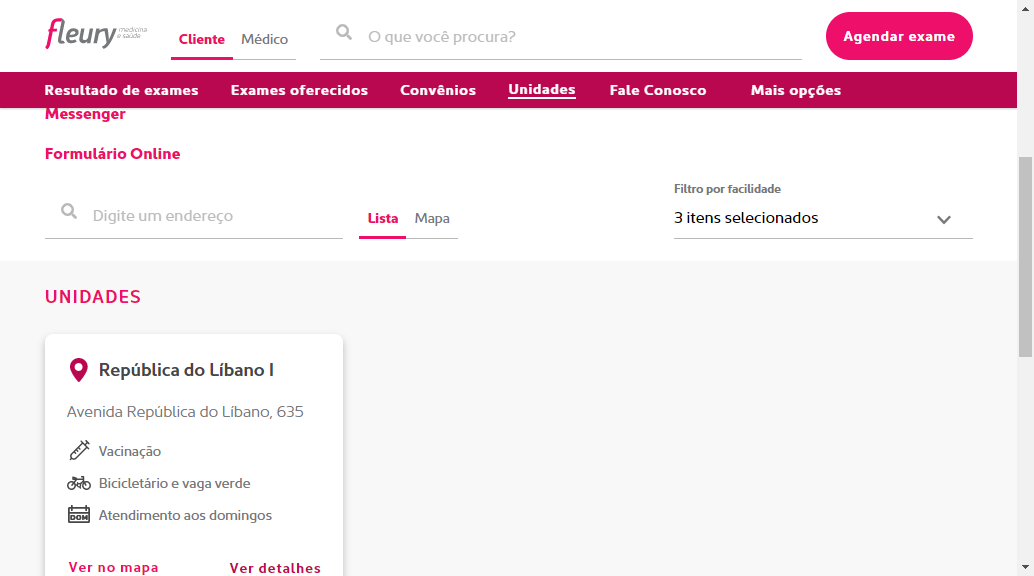 fleury medicina e saúde
Cliente Médico
O que você procura?
Agendar exame
Resultado de exames Exames oferecidos Convênios Unidades Fale Conosco Mais opções
Messenger
Formulário Online
Filtro por facilidade
Digite um endereço
Lista Mapa
3 itens selecionados
UNIDADES
República do Líbano I
Avenida República do Líbano, 635
Vacinação
Bicicletário e vaga verde
DOM Atendimento aos domingos
Ver no mapa Ver detalhes